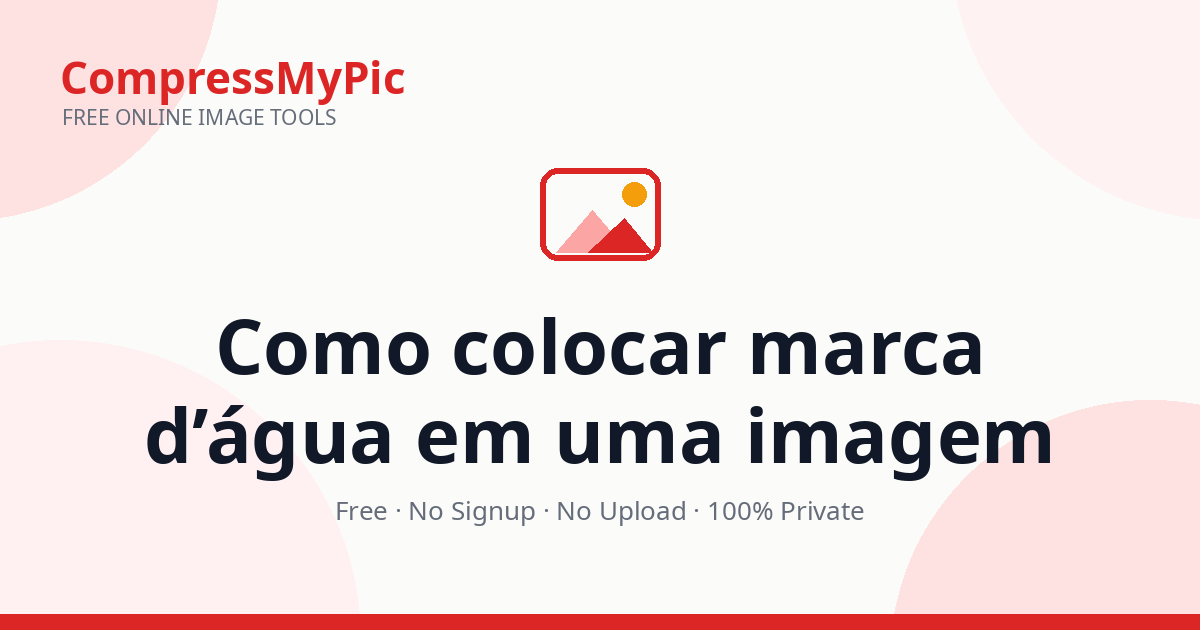 CompressMyPic
FREE ONLINE IMAGE TOOLS
Como colocar marca
d’água em uma imagem
Free · No Signup · No Upload · 100% Private